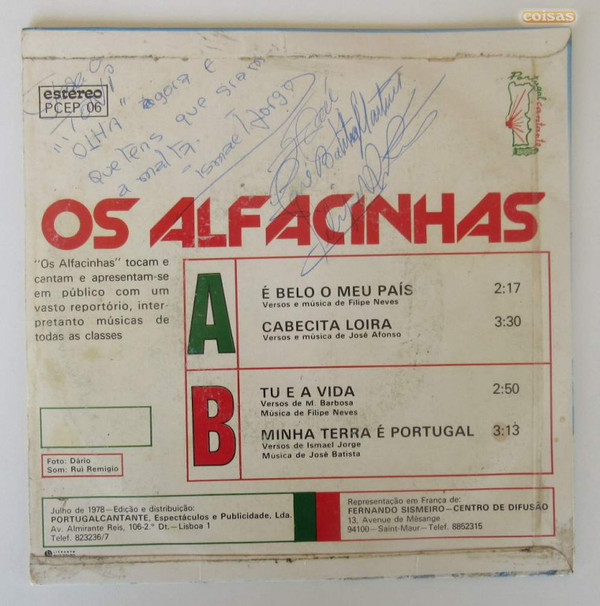 coisas
estéreo
PCEP 06
OLHA" agora é
que tens que
a malta.
Ismael Jorge
José Batista
Portugal
cantante
OS ALFACINHAS
"Os Alfacinhas" tocam e
cantam e apresentam-se
em público com um
vasto reportório, inter-
pretanto músicas de
todas as classes
A
É BELO O MEU PAÍS 2:17
Versos e música de Filipe Neves
CABECITA LOIRA 3:30
Versos e música de José Afonso
B
TU E A VIDA 2:50
Versos de M. Barbosa
Música de Filipe Neves
MINHA TERRA É PORTUGAL 3:13
Versos de Ismael Jorge
Música de José Batista
Foto: Dário
Som: Rui Remígio
Julho de 1978—Edição e distribuição:
PORTUGALCANTANTE, Espectáculos e Publicidade, Lda.
Av. Almirante Reis, 106-2.º Dt.—Lisboa 1
Telef. 823236/7
Representação em França de:
FERNANDO SISMEIRO—CENTRO DE DIFUSÃO
13, Avenue de Mésange
94100—Saint-Maur—Telef. 8852315